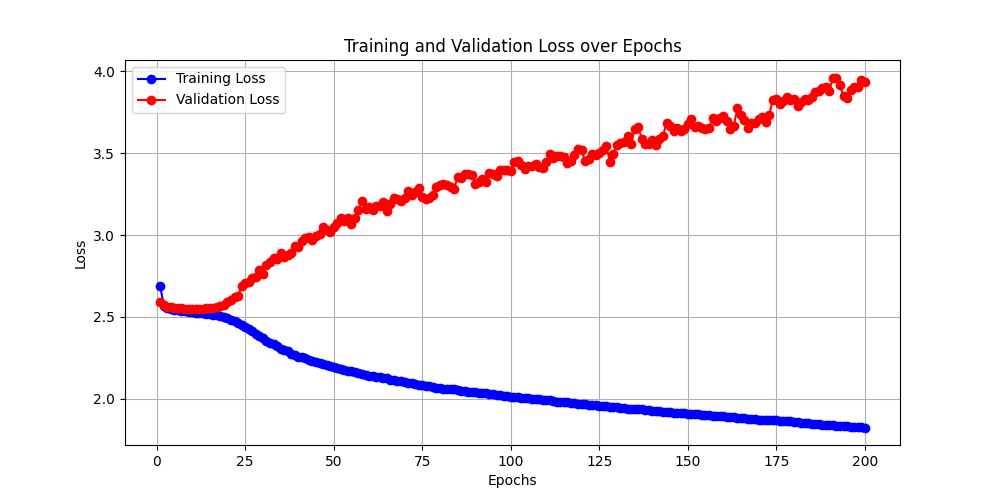 Training and Validation Loss over Epochs
Training Loss
Validation Loss
4.0
3.5
3.0
2.5
2.0
Loss
0 25 50 75 100 125 150 175 200
Epochs